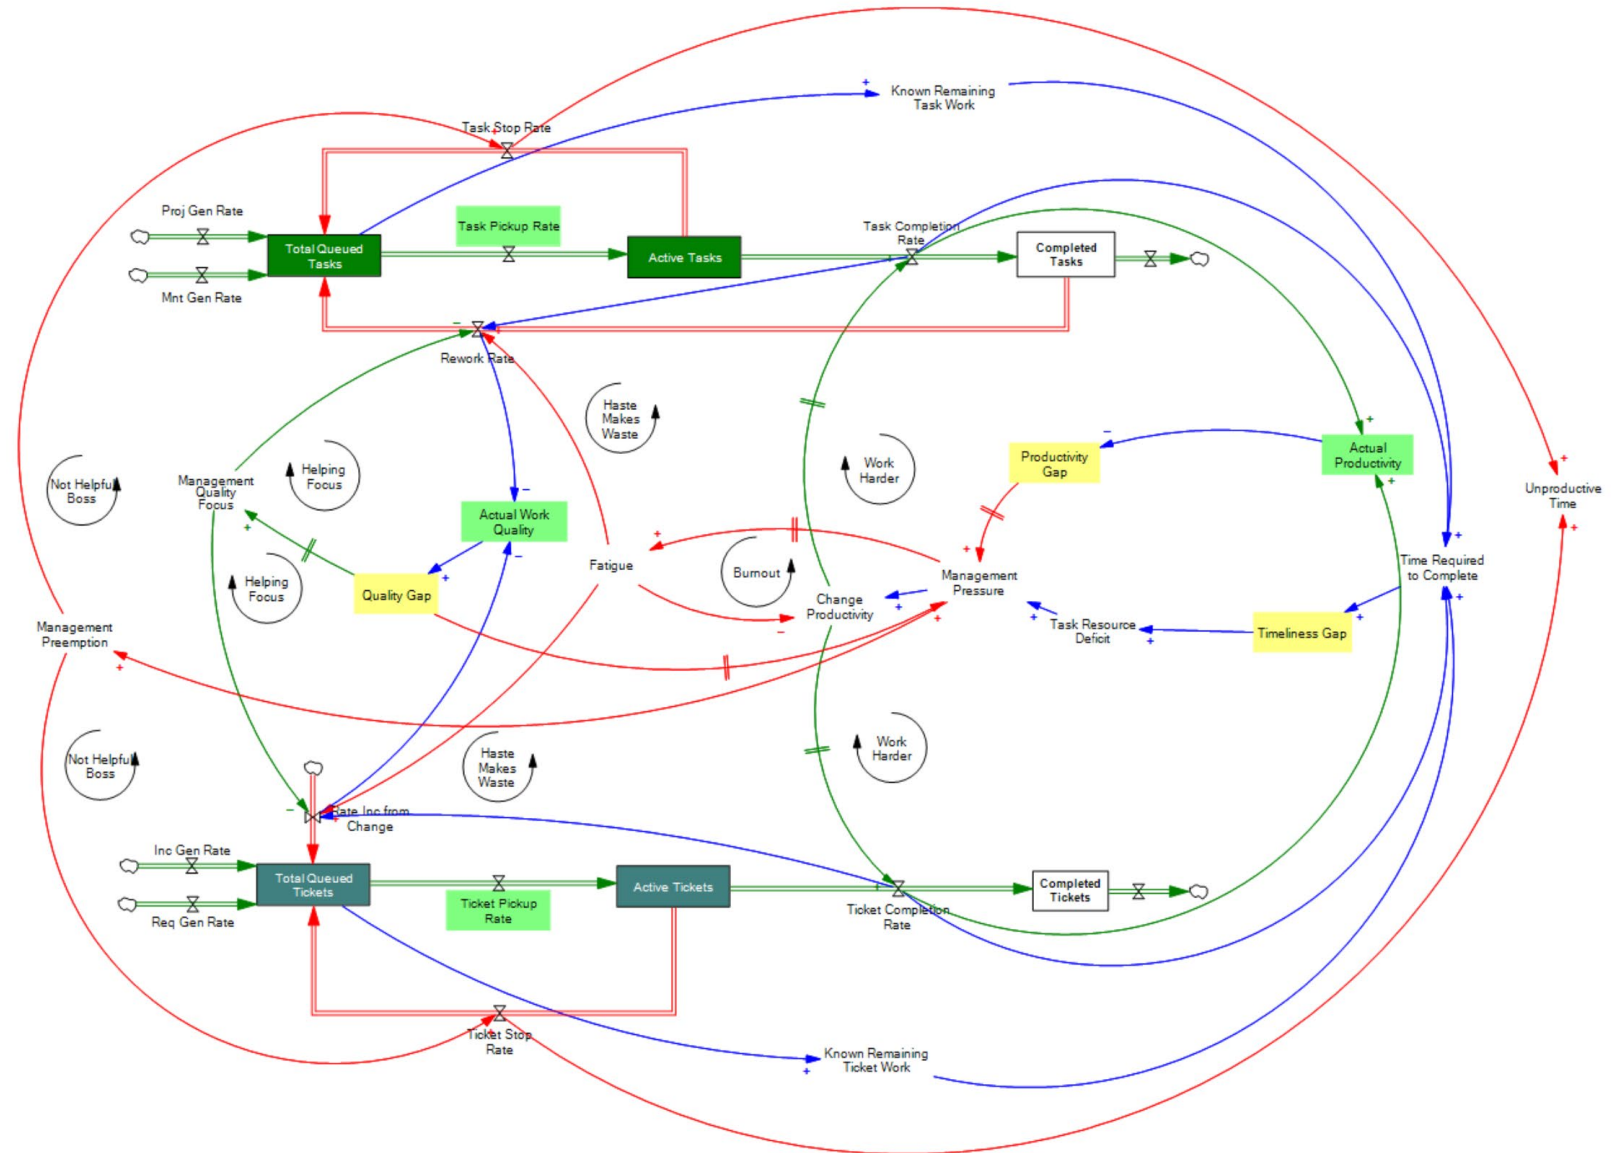 Known Remaining
Task Work
Task Stop Rate
Proj Gen Rate
Task Pickup Rate
Task Completion
Rate
Total Queued
Tasks
Active Tasks
Completed
Tasks
Mnt Gen Rate
Rework Rate
Haste
Makes
Waste
Not Helpful
Boss
Management
Quality
Focus
Helping
Focus
Work
Harder
Productivity
Gap
Actual
Productivity
Unproductive
Time
Actual Work
Quality
Fatigue
Burnout
Management
Pressure
Time Required
to Complete
Helping
Focus
Quality Gap
Change
Productivity
Task Resource
Deficit
Timeliness Gap
Management
Preemption
Not Helpful
Boss
Haste
Makes
Waste
Work
Harder
Rate Inc from
Change
Inc Gen Rate
Total Queued
Tickets
Active Tickets
Completed
Tickets
Req Gen Rate
Ticket Pickup
Rate
Ticket Completion
Rate
Ticket Stop
Rate
Known Remaining
Ticket Work